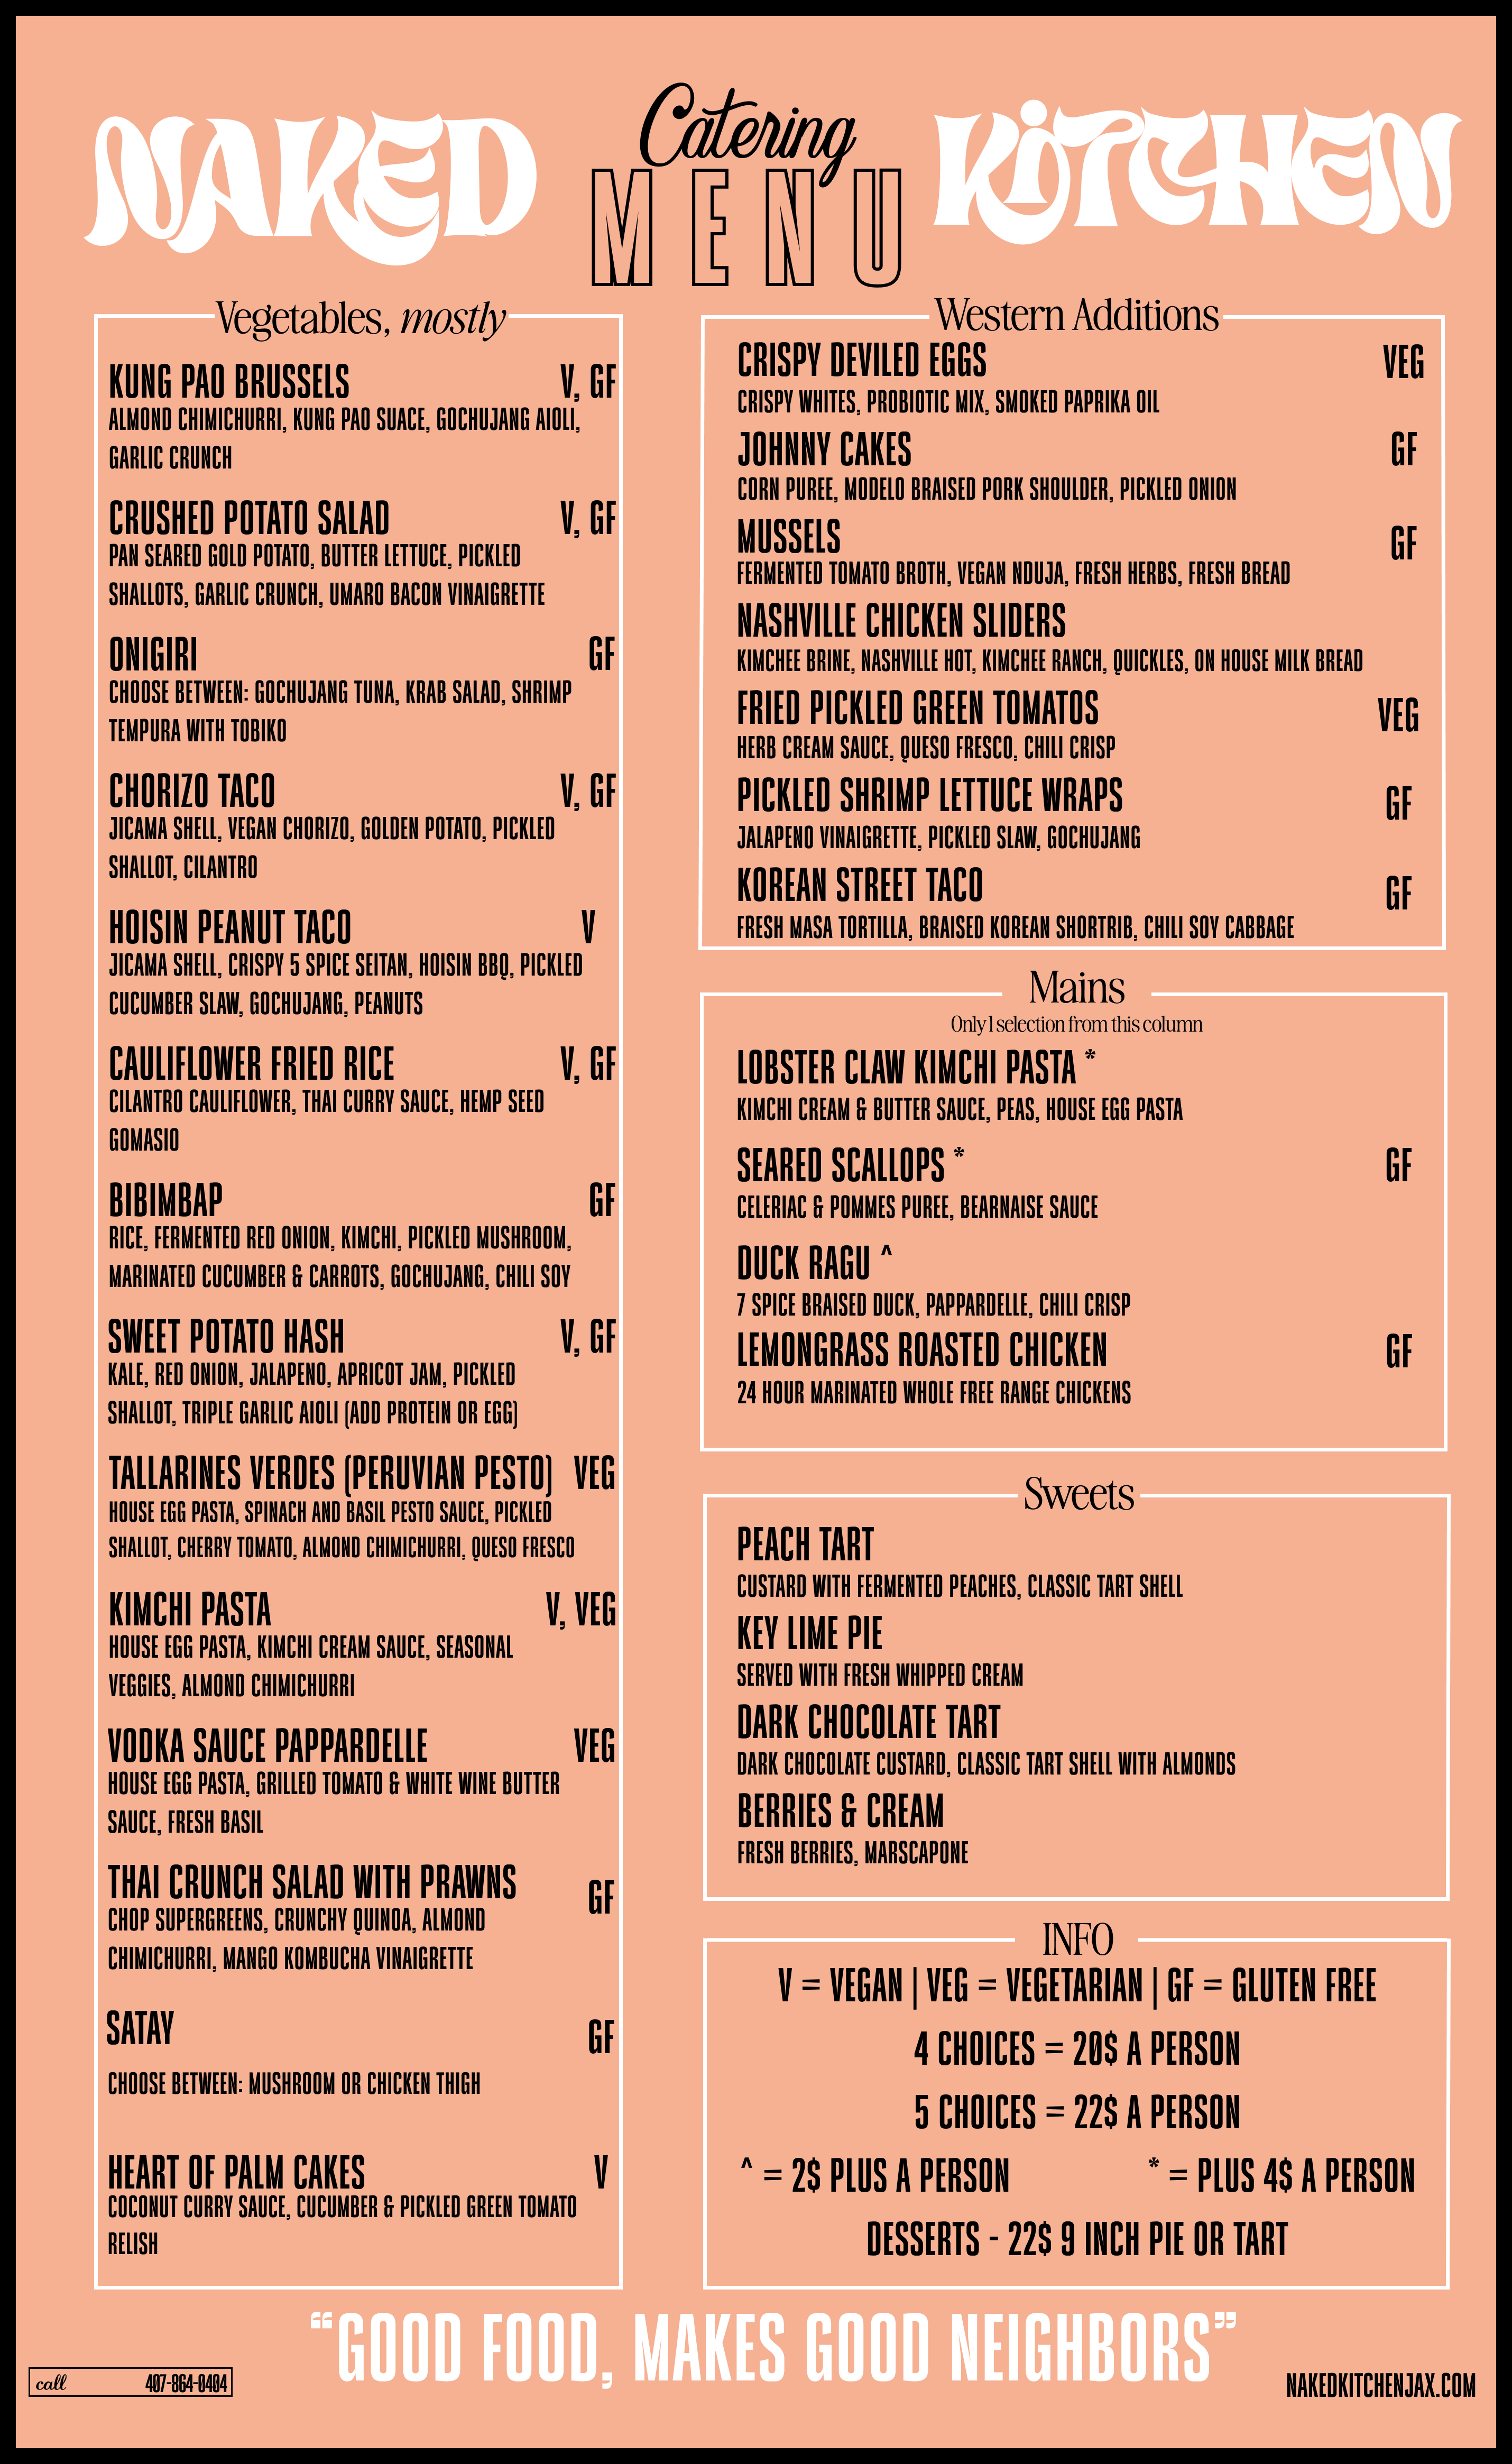 NAKED Catering KiTCHEN
MENU
Vegetables, mostly
KUNG PAO BRUSSELS V, GF
ALMOND CHIMICHURRI, KUNG PAO SUACE, GOCHUJANG AIOLI,
GARLIC CRUNCH
CRUSHED POTATO SALAD V, GF
PAN SEARED GOLD POTATO, BUTTER LETTUCE, PICKLED
SHALLOTS, GARLIC CRUNCH, UMARO BACON VINAIGRETTE
ONIGIRI GF
CHOOSE BETWEEN: GOCHUJANG TUNA, KRAB SALAD, SHRIMP
TEMPURA WITH TOBIKO
CHORIZO TACO V, GF
JICAMA SHELL, VEGAN CHORIZO, GOLDEN POTATO, PICKLED
SHALLOT, CILANTRO
HOISIN PEANUT TACO V
JICAMA SHELL, CRISPY 5 SPICE SEITAN, HOISIN BBQ, PICKLED
CUCUMBER SLAW, GOCHUJANG, PEANUTS
CAULIFLOWER FRIED RICE V, GF
CILANTRO CAULIFLOWER, THAI CURRY SAUCE, HEMP SEED
GOMASIO
BIBIMBAP GF
RICE, FERMENTED RED ONION, KIMCHI, PICKLED MUSHROOM,
MARINATED CUCUMBER & CARROTS, GOCHUJANG, CHILI SOY
SWEET POTATO HASH V, GF
KALE, RED ONION, JALAPENO, APRICOT JAM, PICKLED
SHALLOT, TRIPLE GARLIC AIOLI (ADD PROTEIN OR EGG)
TALLARINES VERDES (PERUVIAN PESTO) VEG
HOUSE EGG PASTA, SPINACH AND BASIL PESTO SAUCE, PICKLED
SHALLOT, CHERRY TOMATO, ALMOND CHIMICHURRI, QUESO FRESCO
KIMCHI PASTA V, VEG
HOUSE EGG PASTA, KIMCHI CREAM SAUCE, SEASONAL
VEGGIES, ALMOND CHIMICHURRI
VODKA SAUCE PAPPARDELLE VEG
HOUSE EGG PASTA, GRILLED TOMATO & WHITE WINE BUTTER
SAUCE, FRESH BASIL
THAI CRUNCH SALAD WITH PRAWNS GF
CHOP SUPERGREENS, CRUNCHY QUINOA, ALMOND
CHIMICHURRI, MANGO KOMBUCHA VINAIGRETTE
SATAY GF
CHOOSE BETWEEN: MUSHROOM OR CHICKEN THIGH
HEART OF PALM CAKES V
COCONUT CURRY SAUCE, CUCUMBER & PICKLED GREEN TOMATO
RELISH
Western Additions
CRISPY DEVILED EGGS VEG
CRISPY WHITES, PROBIOTIC MIX, SMOKED PAPRIKA OIL
JOHNNY CAKES GF
CORN PUREE, MODELO BRAISED PORK SHOULDER, PICKLED ONION
MUSSELS GF
FERMENTED TOMATO BROTH, VEGAN NDUJA, FRESH HERBS, FRESH BREAD
NASHVILLE CHICKEN SLIDERS
KIMCHEE BRINE, NASHVILLE HOT, KIMCHEE RANCH, QUICKLES, ON HOUSE MILK BREAD
FRIED PICKLED GREEN TOMATOS VEG
HERB CREAM SAUCE, QUESO FRESCO, CHILI CRISP
PICKLED SHRIMP LETTUCE WRAPS GF
JALAPENO VINAIGRETTE, PICKLED SLAW, GOCHUJANG
KOREAN STREET TACO GF
FRESH MASA TORTILLA, BRAISED KOREAN SHORTRIB, CHILI SOY CABBAGE
Mains
Only 1 selection from this column
LOBSTER CLAW KIMCHI PASTA *
KIMCHI CREAM & BUTTER SAUCE, PEAS, HOUSE EGG PASTA
SEARED SCALLOPS * GF
CELERIAC & POMMES PUREE, BEARNAISE SAUCE
DUCK RAGU ^
7 SPICE BRAISED DUCK, PAPPARDELLE, CHILI CRISP
LEMONGRASS ROASTED CHICKEN GF
24 HOUR MARINATED WHOLE FREE RANGE CHICKENS
Sweets
PEACH TART
CUSTARD WITH FERMENTED PEACHES, CLASSIC TART SHELL
KEY LIME PIE
SERVED WITH FRESH WHIPPED CREAM
DARK CHOCOLATE TART
DARK CHOCOLATE CUSTARD, CLASSIC TART SHELL WITH ALMONDS
BERRIES & CREAM
FRESH BERRIES, MARSCAPONE
INFO
V = VEGAN | VEG = VEGETARIAN | GF = GLUTEN FREE
4 CHOICES = 20$ A PERSON
5 CHOICES = 22$ A PERSON
^ = 2$ PLUS A PERSON * = PLUS 4$ A PERSON
DESSERTS - 22$ 9 INCH PIE OR TART
“GOOD FOOD, MAKES GOOD NEIGHBORS”
call 407-864-0404
NAKEDKITCHENJAX.COM